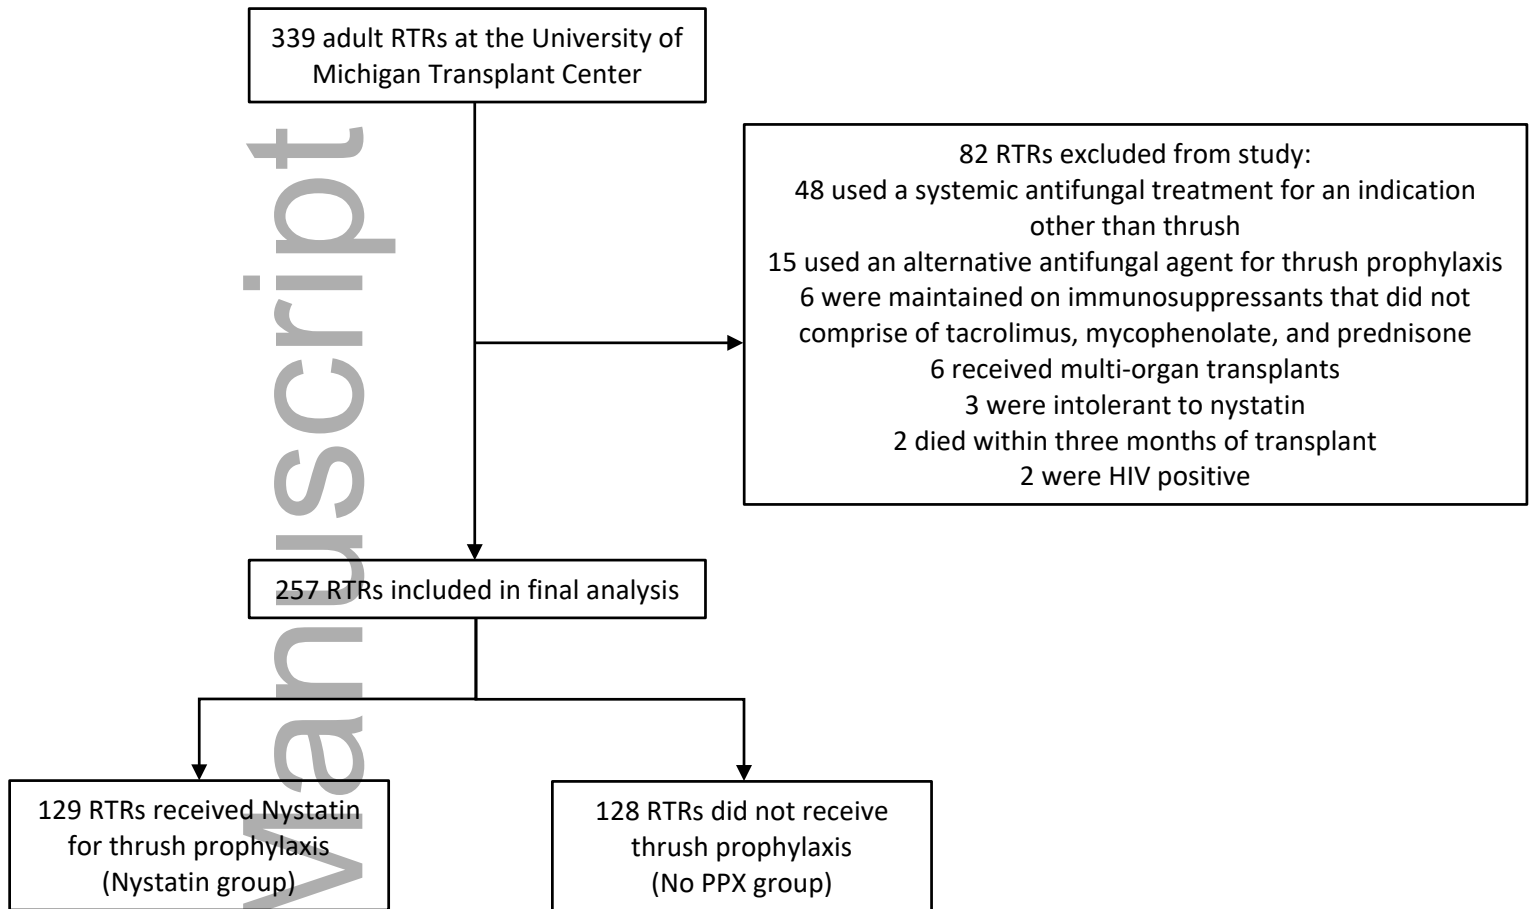 339 adult RTRs at the University of
Michigan Transplant Center
82 RTRs excluded from study:
48 used a systemic antifungal treatment for an indication
other than thrush
15 used an alternative antifungal agent for thrush prophylaxis
6 were maintained on immunosuppressants that did not
comprise of tacrolimus, mycophenolate, and prednisone
6 received multi-organ transplants
3 were intolerant to nystatin
2 died within three months of transplant
2 were HIV positive
257 RTRs included in final analysis
129 RTRs received Nystatin
for thrush prophylaxis
(Nystatin group)
128 RTRs did not receive
thrush prophylaxis
(No PPX group)
Manuscript